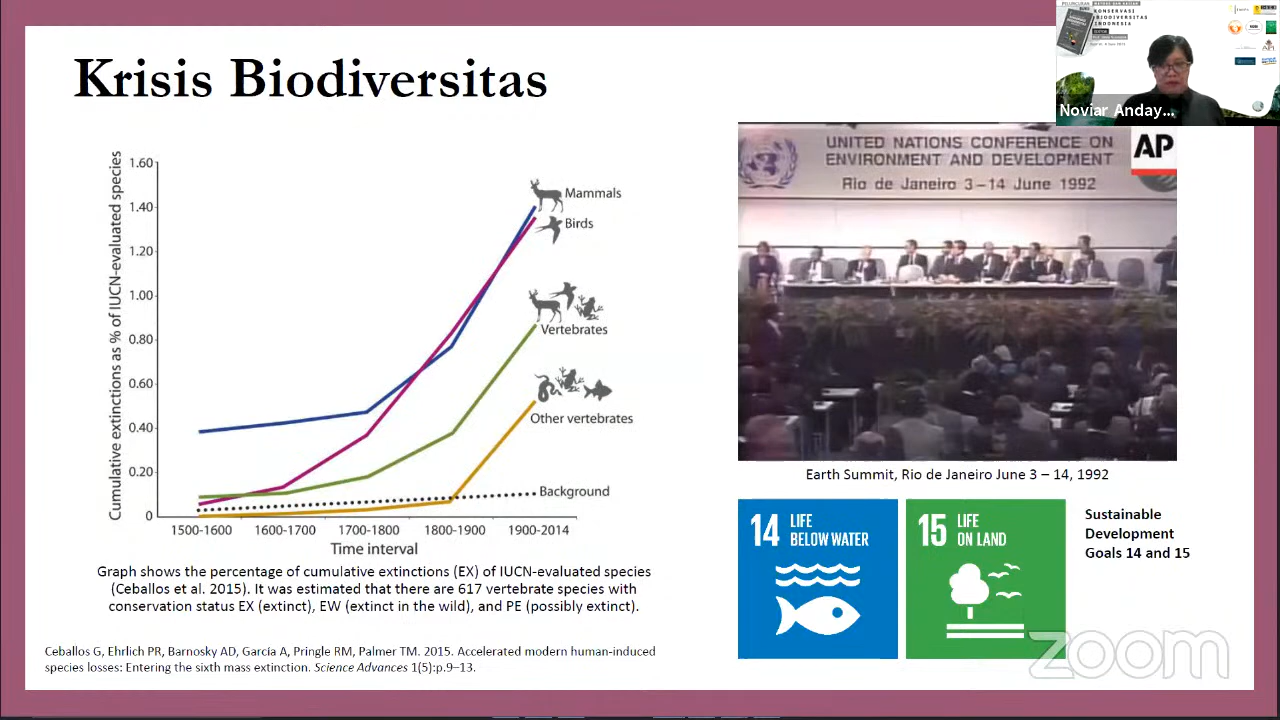 Krisis Biodiversitas
PELUNCURAN
BUKU
KONSERVASI
BIODIVERSITAS
INDONESIA
EDITOR
Noviar Anday...
UNITED NATIONS CONFERENCE ON
ENVIRONMENT AND DEVELOPMENT
Rio de Janeiro 3-14 June 1992
AP
Cumulative extinctions as % of IUCN-evaluated species
1.60
1.40
1.20
1.00
0.80
0.60
0.40
0.20
0
Mammals
Birds
Vertebrates
Other vertebrates
Background
1500-1600
1600-1700
1700-1800
1800-1900
1900-2014
Time interval
Graph shows the percentage of cumulative extinctions (EX) of IUCN-evaluated species
(Ceballos et al. 2015). It was estimated that there are 617 vertebrate species with
conservation status EX (extinct), EW (extinct in the wild), and PE (possibly extinct).
Ceballos G, Ehrlich PR, Barnosky AD, García A, Pringle RM, Palmer TM. 2015. Accelerated modern human-induced
species losses: Entering the sixth mass extinction. Science Advances 1(5):p.9–13.
Earth Summit, Rio de Janeiro June 3 – 14, 1992
14 LIFE
BELOW WATER
15 LIFE
ON LAND
Sustainable
Development
Goals 14 and 15
zoom